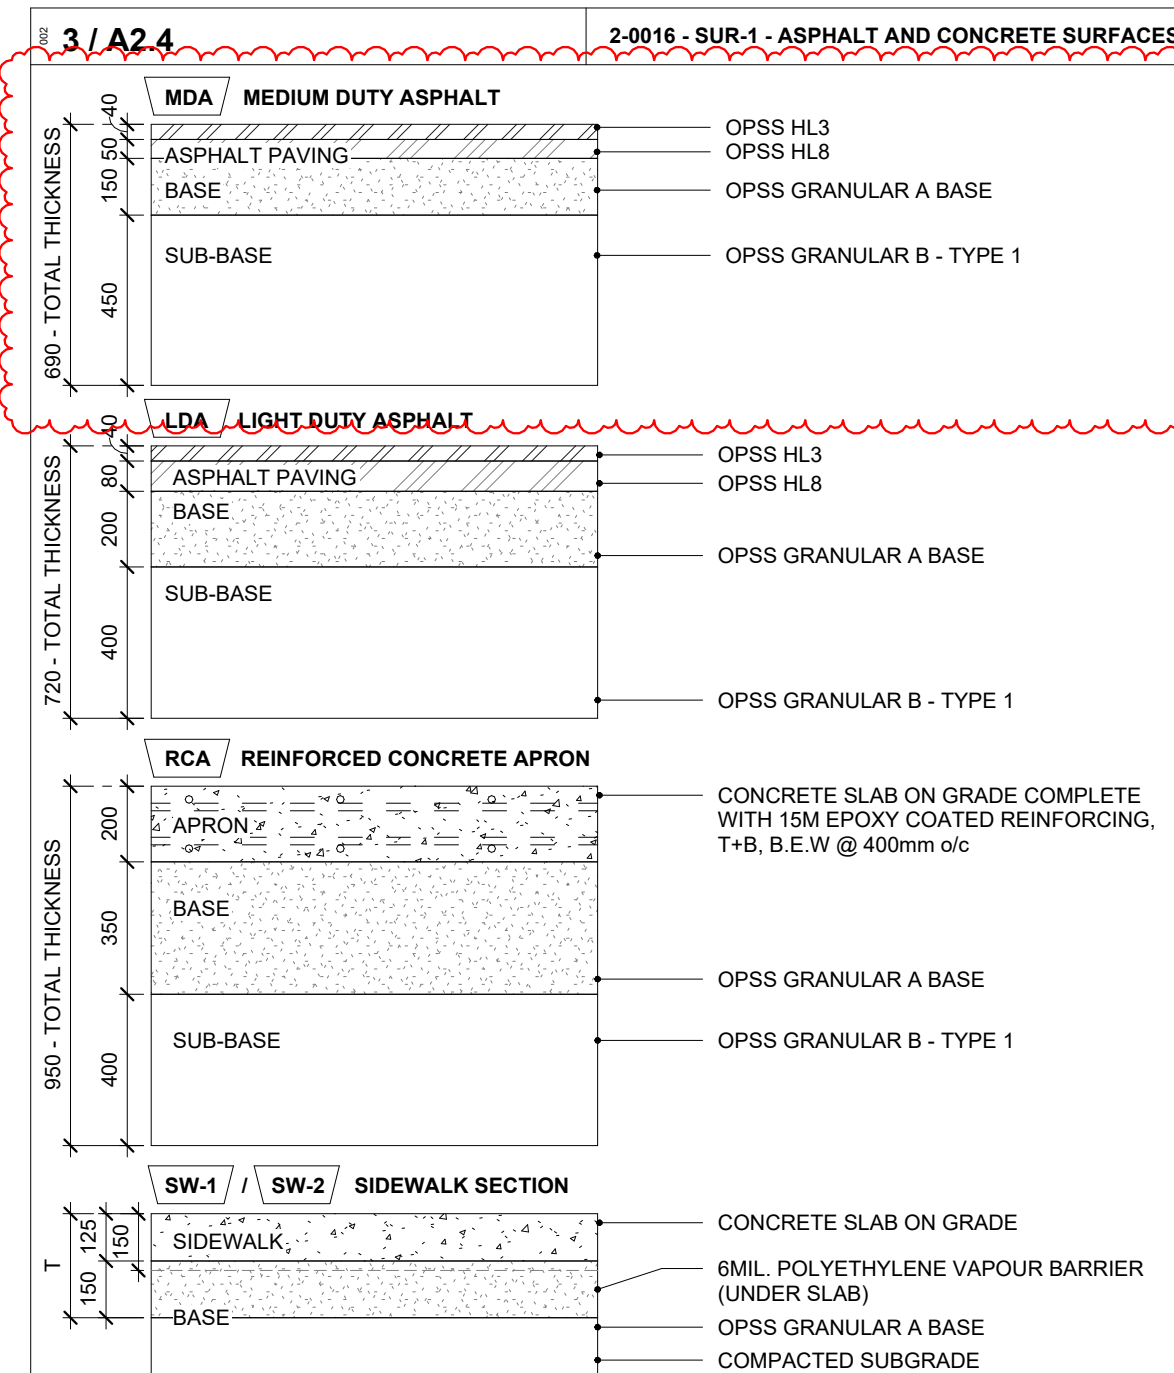 002
3 / A2.4
2-0016 - SUR-1 - ASPHALT AND CONCRETE SURFACES
MDA MEDIUM DUTY ASPHALT
690 - TOTAL THICKNESS
40
50
150
450
ASPHALT PAVING
BASE
SUB-BASE
OPSS HL3
OPSS HL8
OPSS GRANULAR A BASE
OPSS GRANULAR B - TYPE 1
LDA LIGHT DUTY ASPHALT
720 - TOTAL THICKNESS
40
80
200
400
ASPHALT PAVING
BASE
SUB-BASE
OPSS HL3
OPSS HL8
OPSS GRANULAR A BASE
OPSS GRANULAR B - TYPE 1
RCA REINFORCED CONCRETE APRON
950 - TOTAL THICKNESS
200
350
400
APRON
BASE
SUB-BASE
CONCRETE SLAB ON GRADE COMPLETE
WITH 15M EPOXY COATED REINFORCING,
T+B, B.E.W @ 400mm o/c
OPSS GRANULAR A BASE
OPSS GRANULAR B - TYPE 1
SW-1 / SW-2 SIDEWALK SECTION
T
125
150
150
SIDEWALK
BASE
CONCRETE SLAB ON GRADE
6MIL. POLYETHYLENE VAPOUR BARRIER
(UNDER SLAB)
OPSS GRANULAR A BASE
COMPACTED SUBGRADE